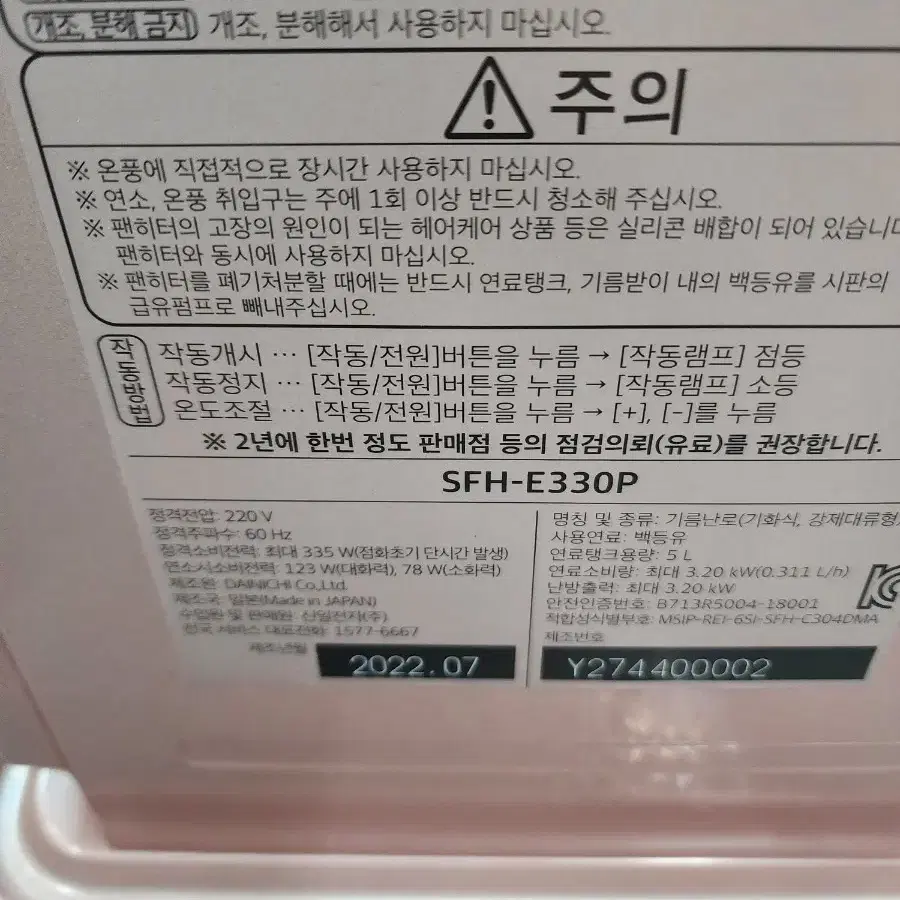 개조, 분해 금지 개조, 분해해서 사용하지 마십시오.
주의
※ 온풍에 직접적으로 장시간 사용하지 마십시오.
※ 연소, 온풍 취입구는 주에 1회 이상 반드시 청소해 주십시오.
※ 팬히터의 고장의 원인이 되는 헤어케어 상품 등은 실리콘 배합이 되어 있습니다
팬히터와 동시에 사용하지 마십시오.
※ 팬히터를 폐기처분할 때에는 반드시 연료탱크, 기름받이 내의 백등유를 시판의
급유펌프로 빼내주십시오.
작동방법
작동개시 ··· [작동/전원]버튼을 누름 → [작동램프] 점등
작동정지 ··· [작동/전원]버튼을 누름 → [작동램프] 소등
온도조절 ··· [작동/전원]버튼을 누름 → [+], [-]를 누름
※ 2년에 한번 정도 판매점 등의 점검의뢰(유료)를 권장합니다.
SFH-E330P
정격전압: 220 V
정격주파수: 60 Hz
정격소비전력: 최대 335 W(점화초기 단시간 발생)
연소시소비전력: 123 W(대화력), 78 W(소화력)
제조원: DAINICHI Co.,Ltd.
제조국: 일본(Made in JAPAN)
수입원 및 판매원: 신일전자(주)
전국 서비스 대표전화: 1577-6667
제조년월 2022.07
명칭 및 종류: 기름난로(기화식, 강제대류형)
사용연료: 백등유
연료탱크용량: 5 L
연료소비량: 최대 3.20 kW(0.311 L/h)
난방출력: 최대 3.20 kW
안전인증번호: B713R5004-18001
적합성식별부호: MSIP-REI-6SI-SFH-C304DMA
제조번호
Y274400002